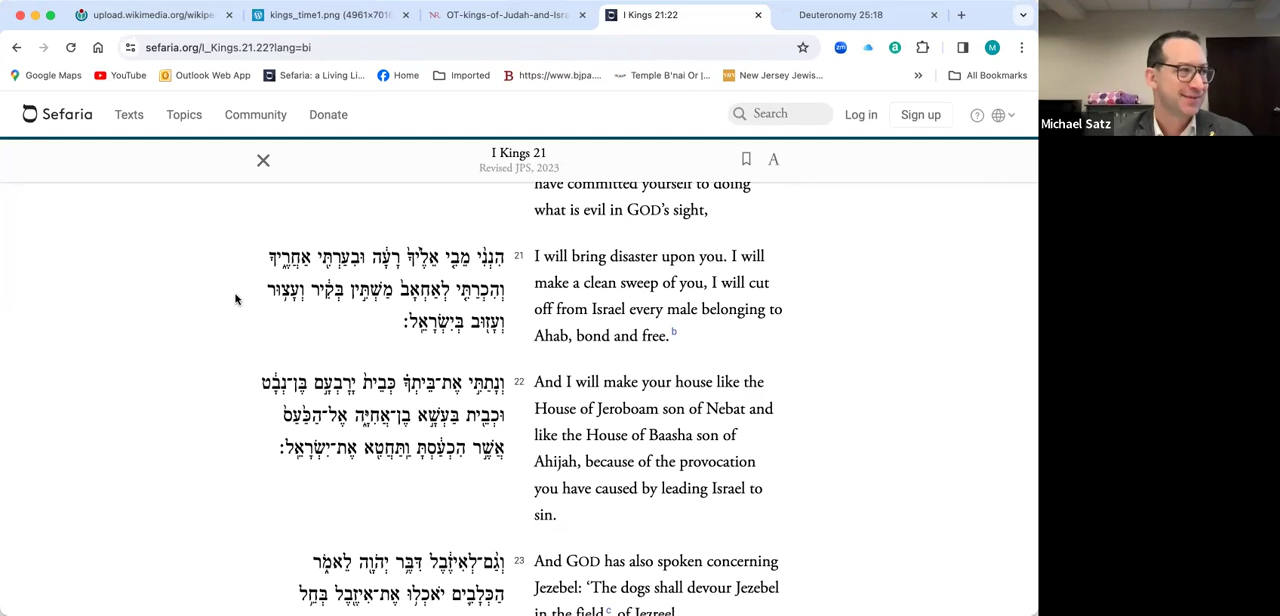 upload.wikimedia.org/wikipe
kings_time1.png (4961×701
OT-kings-of-Judah-and-Isra
I Kings 21:22
Deuteronomy 25:18
sefaria.org/I_Kings.21.22?lang=bi
Google Maps
YouTube
Outlook Web App
Sefaria: a Living Li...
Home
Imported
https://www.bjpa....
Temple B'nai Or |...
New Jersey Jewis...
All Bookmarks
Sefaria
Texts
Topics
Community
Donate
Search
Log in
Sign up
I Kings 21
Revised JPS, 2023
A
have committed yourself to doing
what is evil in GOD's sight,
הִנְנִ֨י מֵבִ֤י אֵלֶ֙יךָ֙ רָעָ֔ה וּבִעַרְתִּ֖י אַחֲרֶ֑יךָ
וְהִכְרַתִּ֤י לְאַחְאָב֙ מַשְׁתִּ֣ין בְּקִ֔יר וְעָצ֥וּר
וְעָז֖וּב בְּיִשְׂרָאֵֽל׃
21
I will bring disaster upon you. I will
make a clean sweep of you, I will cut
off from Israel every male belonging to
Ahab, bond and free. b
וְנָתַתִּ֣י אֶת־בֵּיתְךָ֗ כְּבֵית֙ יָרׇבְעָ֣ם בֶּן־נְבָ֔ט
וּכְבֵ֖ית בַּעְשָׁ֣א בֶן־אֲחִיָּ֑ה אֶל־הַכַּ֙עַס֙
אֲשֶׁ֣ר הִכְעַ֔סְתָּ וַֽתַּחֲטִ֖א אֶת־יִשְׂרָאֵֽל׃
22
And I will make your house like the
House of Jeroboam son of Nebat and
like the House of Baasha son of
Ahijah, because of the provocation
you have caused by leading Israel to
sin.
וְגַ֨ם־לְאִיזֶ֔בֶל דִּבֶּ֥ר יְהֹוָ֖ה לֵאמֹ֑ר
הַכְּלָבִ֛ים יֹאכְל֥וּ אֶת־אִיזֶ֖בֶל בְּחֵ֥ל
23
And GOD has also spoken concerning
Jezebel: 'The dogs shall devour Jezebel
in the field c of Jezreel
Michael Satz